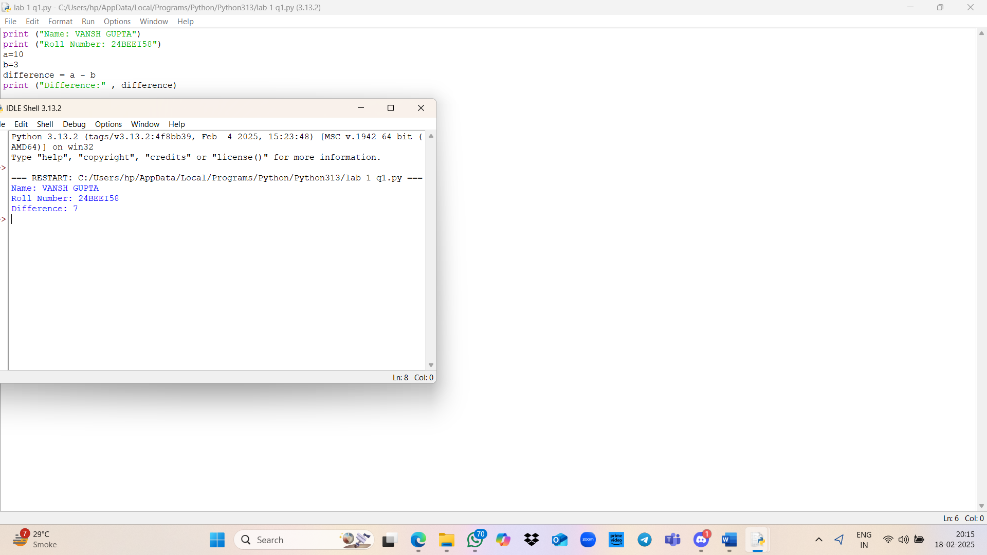 lab 1 q1.py - C:/Users/hp/AppData/Local/Programs/Python/Python313/lab 1 q1.py (3.13.2)
File Edit Format Run Options Window Help
print ("Name: VANSH GUPTA")
print ("Roll Number: 24BEE158")
a=10
b=3
difference = a - b
print ("Difference:" , difference)
IDLE Shell 3.13.2
le Edit Shell Debug Options Window Help
Python 3.13.2 (tags/v3.13.2:4f8bb39, Feb  4 2025, 15:23:48) [MSC v.1942 64 bit (
AMD64)] on win32
Type "help", "copyright", "credits" or "license()" for more information.
>
=== RESTART: C:/Users/hp/AppData/Local/Programs/Python/Python313/lab 1 q1.py ===
Name: VANSH GUPTA
Roll Number: 24BEE158
Difference: 7
>
Ln: 8 Col: 0
Ln: 6 Col: 0
7 29°C
Smoke
Search
70
zoom
1
ENG
IN
20:15
18-02-2025